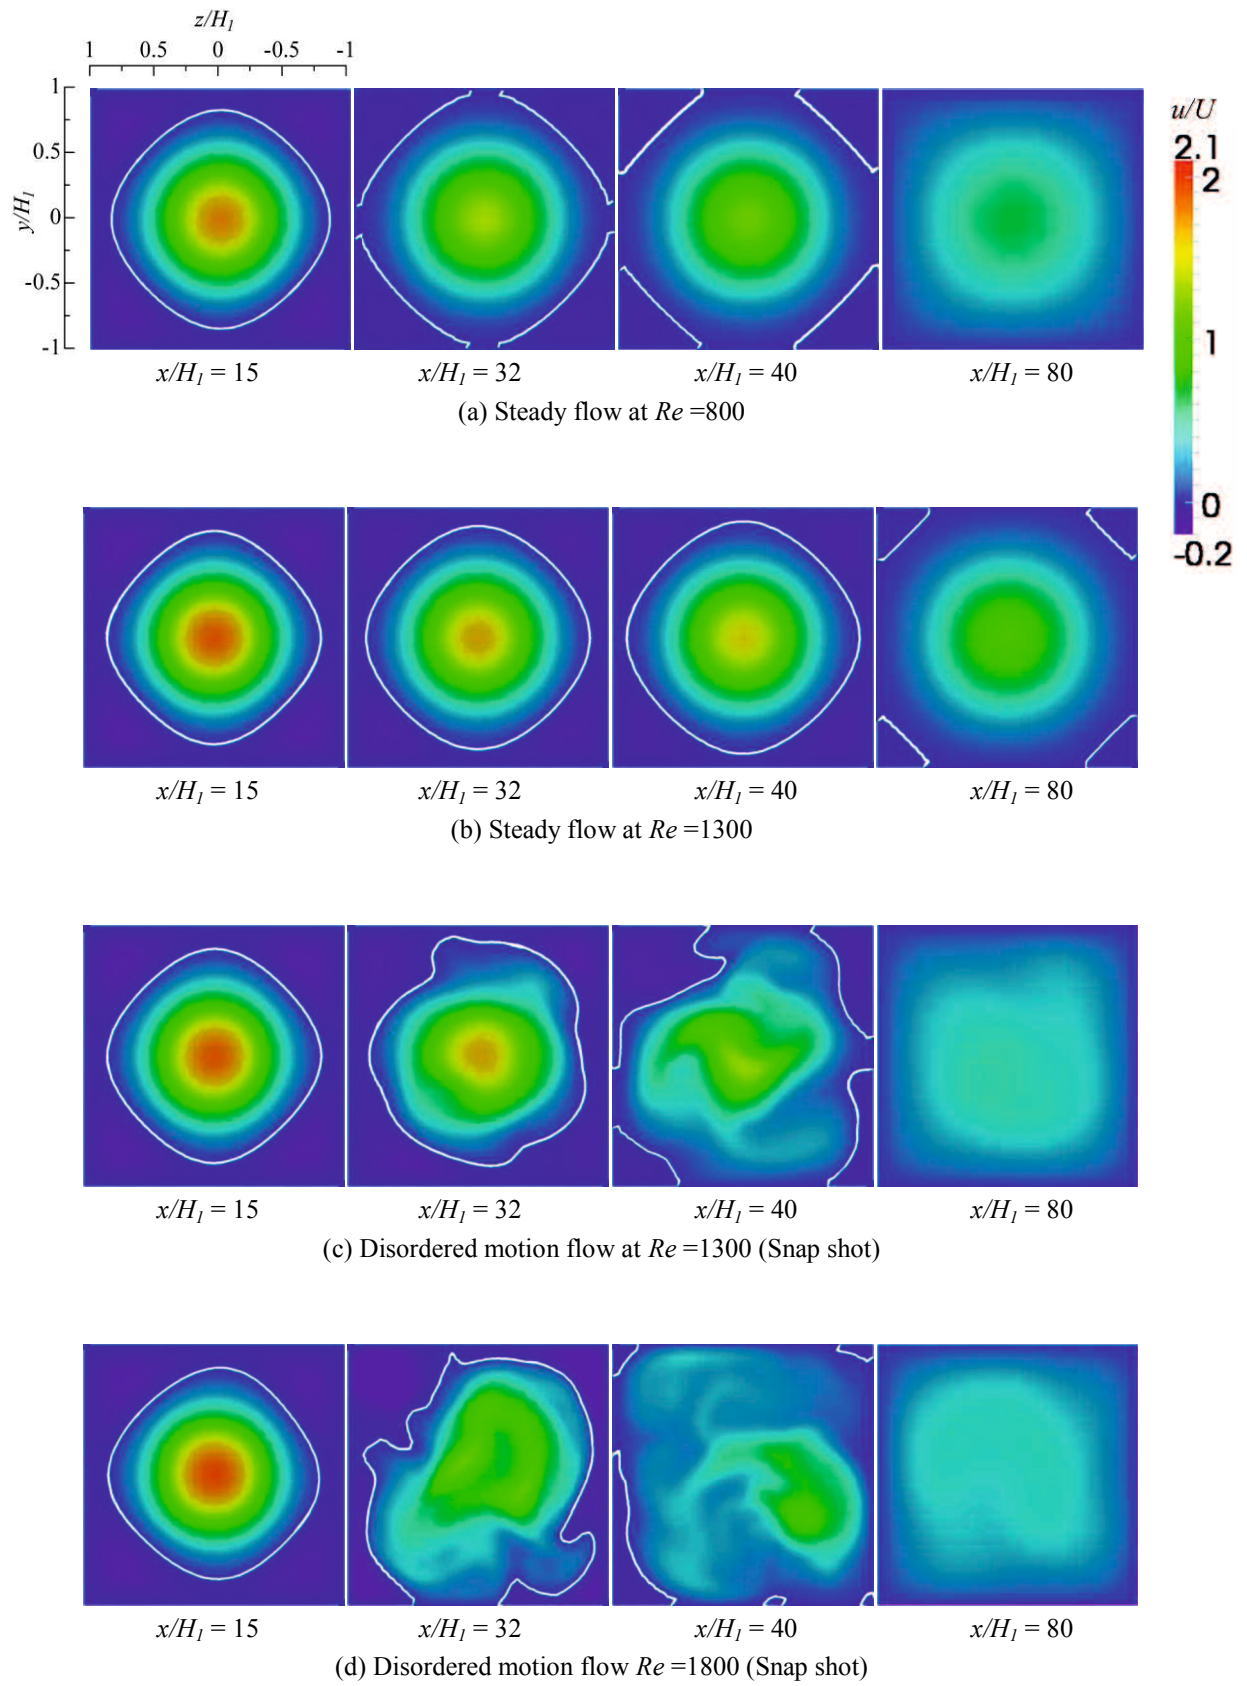 z/H1
1 0.5 0 -0.5 -1
y/H1
1
0.5
0
-0.5
-1
u/U
2.1
2
1
0
-0.2
x/H1 = 15 x/H1 = 32 x/H1 = 40 x/H1 = 80
(a) Steady flow at Re =800
x/H1 = 15 x/H1 = 32 x/H1 = 40 x/H1 = 80
(b) Steady flow at Re =1300
x/H1 = 15 x/H1 = 32 x/H1 = 40 x/H1 = 80
(c) Disordered motion flow at Re =1300 (Snap shot)
x/H1 = 15 x/H1 = 32 x/H1 = 40 x/H1 = 80
(d) Disordered motion flow Re =1800 (Snap shot)